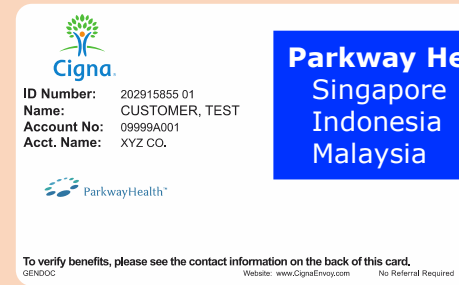 Cigna.
ID Number: 202915855 01
Name: CUSTOMER, TEST
Account No: 09999A001
Acct. Name: XYZ CO.
ParkwayHealth™
Parkway He
Singapore
Indonesia
Malaysia
To verify benefits, please see the contact information on the back of this card.
GENDOC Website: www.CignaEnvoy.com No Referral Required